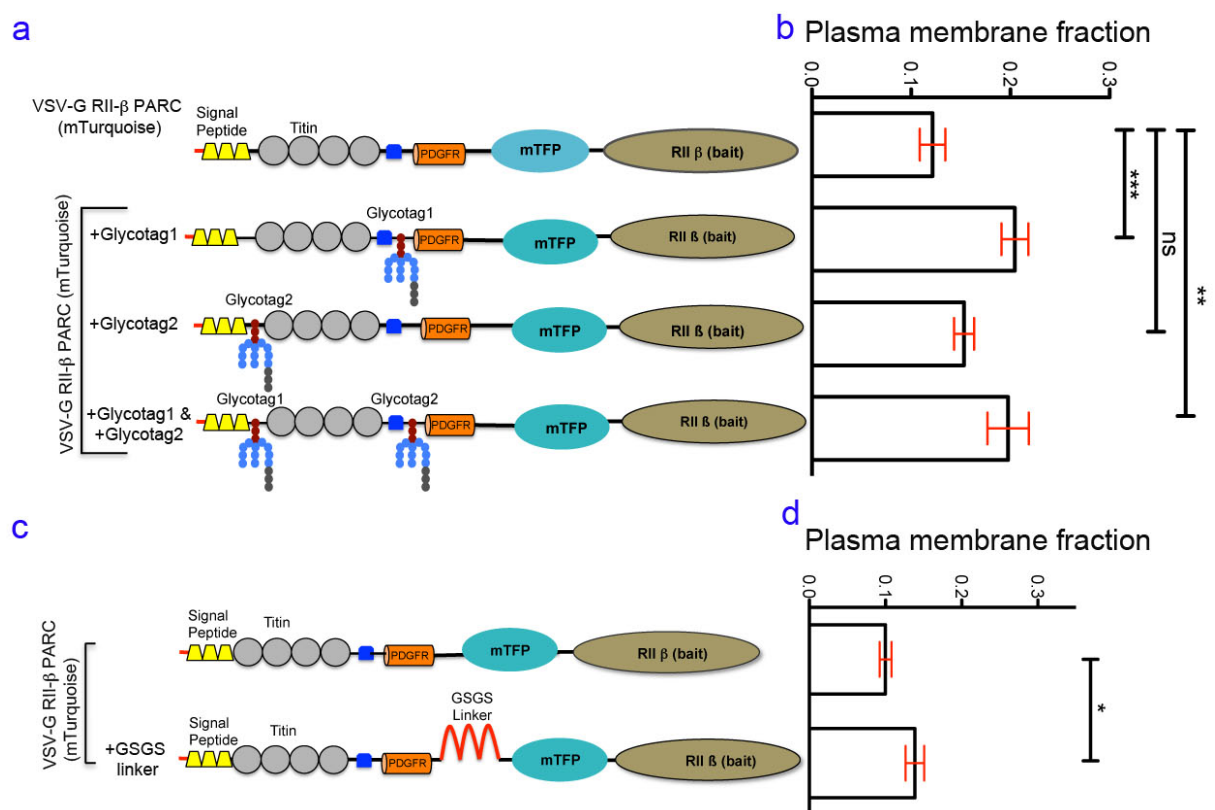 a
VSV-G RII-β PARC
(mTurquoise)
Signal
Peptide
Titin
PDGFR
mTFP
RII β (bait)
VSV-G RII-β PARC (mTurquoise)
+Glycotag1
Glycotag1
PDGFR
mTFP
RII ß (bait)
+Glycotag2
Glycotag2
PDGFR
mTFP
RII ß (bait)
+Glycotag1 &
+Glycotag2
Glycotag1
Glycotag2
PDGFR
mTFP
RII ß (bait)
b
Plasma membrane fraction
0.0
0.1
0.2
0.3
***
ns
**
c
VSV-G RII-β PARC
(mTurquoise)
Signal
Peptide
Titin
PDGFR
mTFP
RII β (bait)
+GSGS
linker
Signal
Peptide
Titin
PDGFR
GSGS
Linker
mTFP
RII ß (bait)
d
Plasma membrane fraction
0.0
0.1
0.2
0.3
*